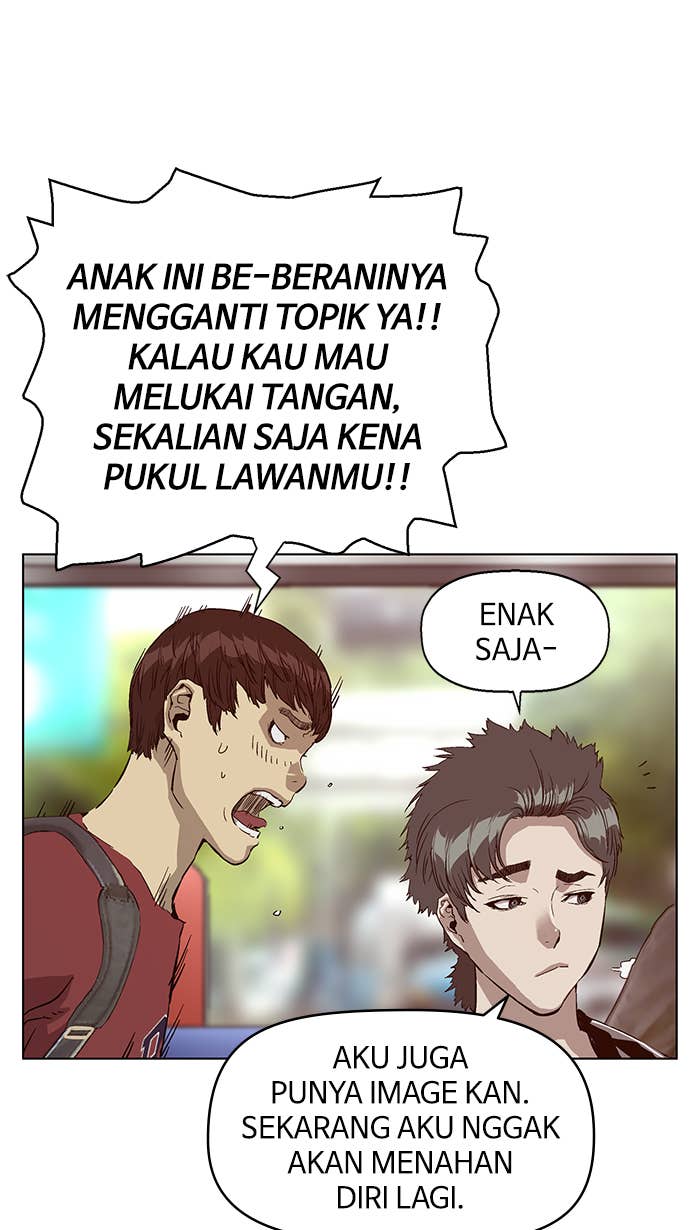 ANAK INI BE-BERANINYA
MENGGANTI TOPIK YA!!
KALAU KAU MAU
MELUKAI TANGAN,
SEKALIAN SAJA KENA
PUKUL LAWANMU!!
ENAK
SAJA-
AKU JUGA
PUNYA IMAGE KAN.
SEKARANG AKU NGGAK
AKAN MENAHAN
DIRI LAGI.